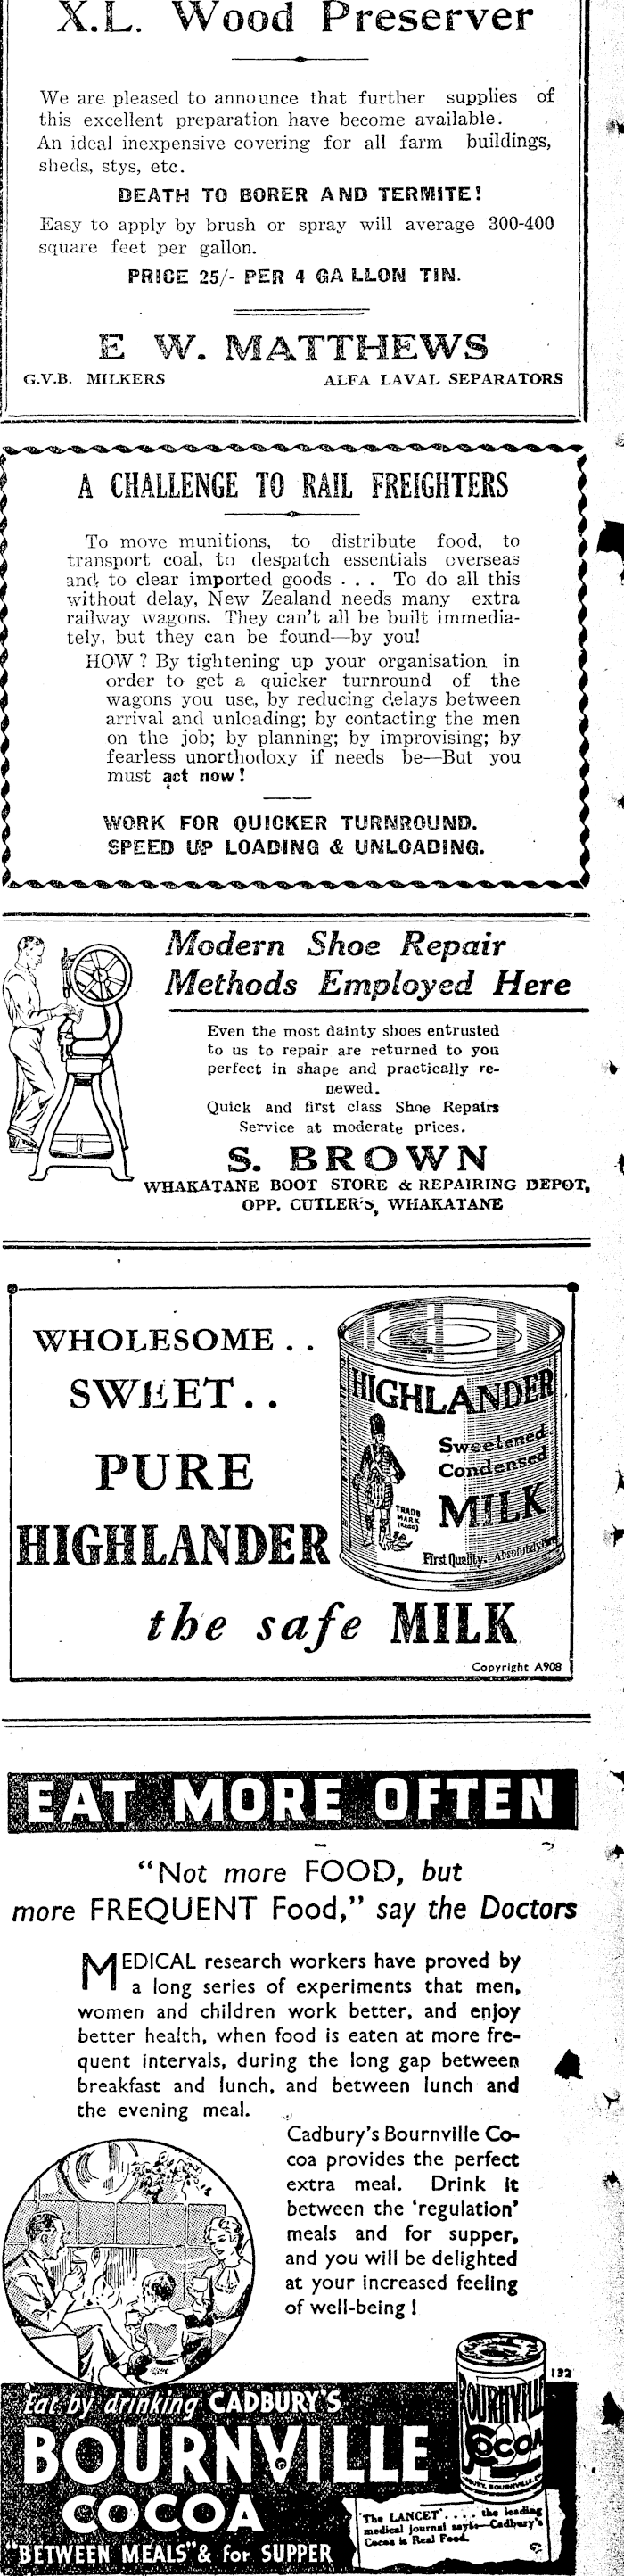 X.L. Wood Preserver
We are pleased to announce that further supplies of
this excellent preparation have become available.
An ideal inexpensive covering for all farm buildings,
sheds, stys, etc.
DEATH TO BORER AND TERMITE!
Easy to apply by brush or spray will average 300-400
square feet per gallon.
PRICE 25/- PER 4 GALLON TIN.
E W. MATTHEWS
G.V.B. MILKERS ALFA LAVAL SEPARATORS
A CHALLENGE TO RAIL FREIGHTERS
To move munitions, to distribute food, to
transport coal, to despatch essentials overseas
and to clear imported goods . . . To do all this
without delay, New Zealand needs many extra
railway wagons. They can't all be built immedia-
tely, but they can be found—by you!
HOW ? By tightening up your organisation in
order to get a quicker turnround of the
wagons you use, by reducing delays between
arrival and unloading; by contacting the men
on the job; by planning; by improvising; by
fearless unorthodoxy if needs be—But you
must act now!
WORK FOR QUICKER TURNROUND.
SPEED UP LOADING & UNLOADING.
Modern Shoe Repair
Methods Employed Here
Even the most dainty shoes entrusted
to us to repair are returned to you
perfect in shape and practically re-
newed.
Quick and first class Shoe Repairs
Service at moderate prices.
S. BROWN
WHAKATANE BOOT STORE & REPAIRING DEPOT,
OPP. CUTLER'S, WHAKATANE
WHOLESOME . .
SWEET . .
PURE
HIGHLANDER
the safe MILK
HIGHLANDER
Sweetened
Condensed
MILK
TRADE
MARK
First Quality. Absolutely Pure
Copyright A908
EAT MORE OFTEN
"Not more FOOD, but
more FREQUENT Food," say the Doctors
MEDICAL research workers have proved by
a long series of experiments that men,
women and children work better, and enjoy
better health, when food is eaten at more fre-
quent intervals, during the long gap between
breakfast and lunch, and between lunch and
the evening meal.
Cadbury's Bournville Co-
coa provides the perfect
extra meal. Drink it
between the 'regulation'
meals and for supper,
and you will be delighted
at your increased feeling
of well-being !
132
Eat by drinking CADBURY'S
BOURNVILLE
COCOA
"BETWEEN MEALS" & for SUPPER
BOURNVILLE
COCOA
'The LANCET' . . . . the leading
medical journal says—Cadbury's
Cocoa is Real Food.